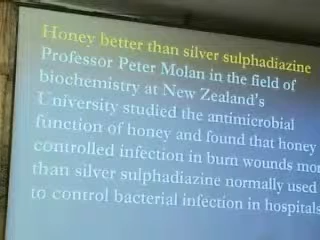 Honey better than silver sulphadiazine
Professor Peter Molan in the field of
biochemistry at New Zealand's
University studied the antimicrobial
function of honey and found that honey
controlled infection in burn wounds mor
than silver sulphadiazine normally used
to control bacterial infection in hospitals